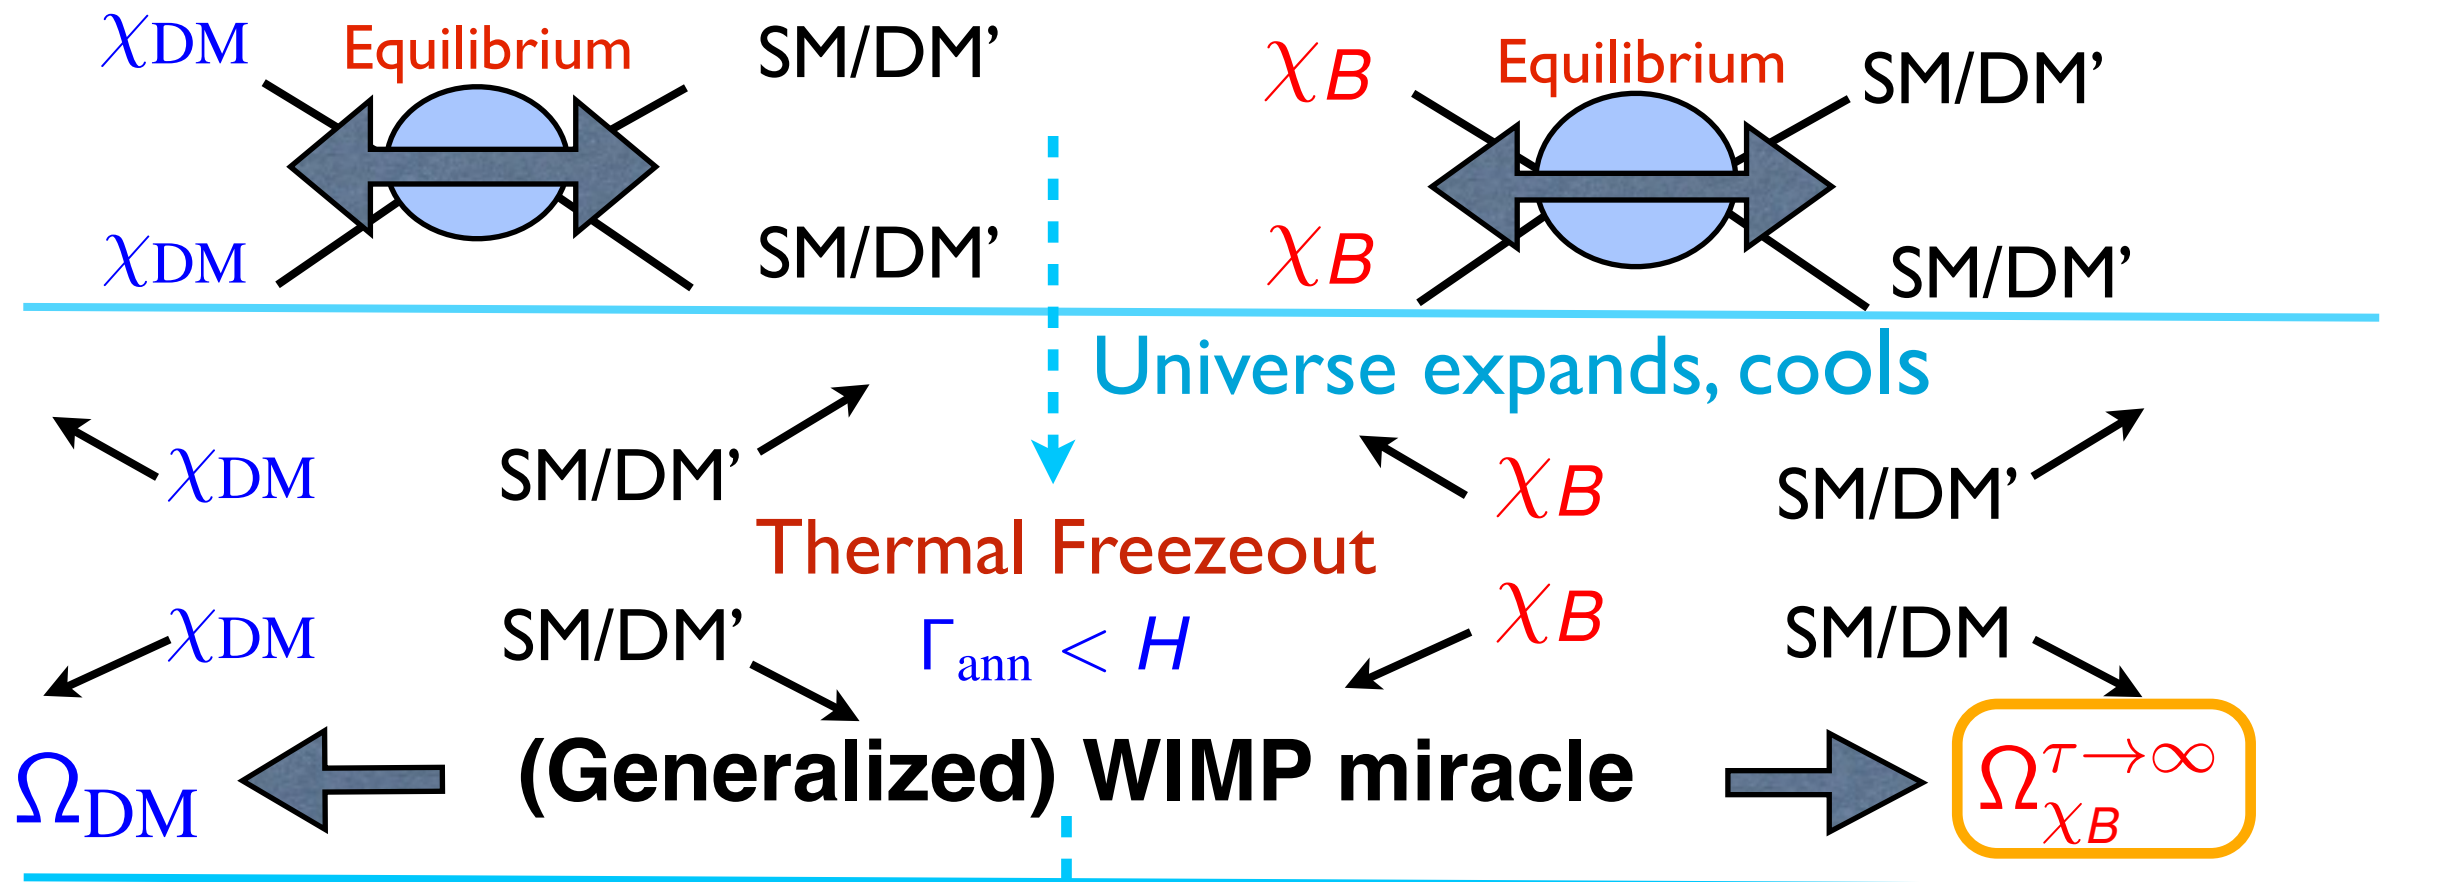 χDM Equilibrium SM/DM’ χB Equilibrium SM/DM’
χDM SM/DM’ χB SM/DM’
Universe expands, cools
χDM SM/DM’ χB SM/DM’
Thermal Freezeout
χDM SM/DM’ Γann < H χB SM/DM
ΩDM (Generalized) WIMP miracle Ω^{τ→∞}_{χB}